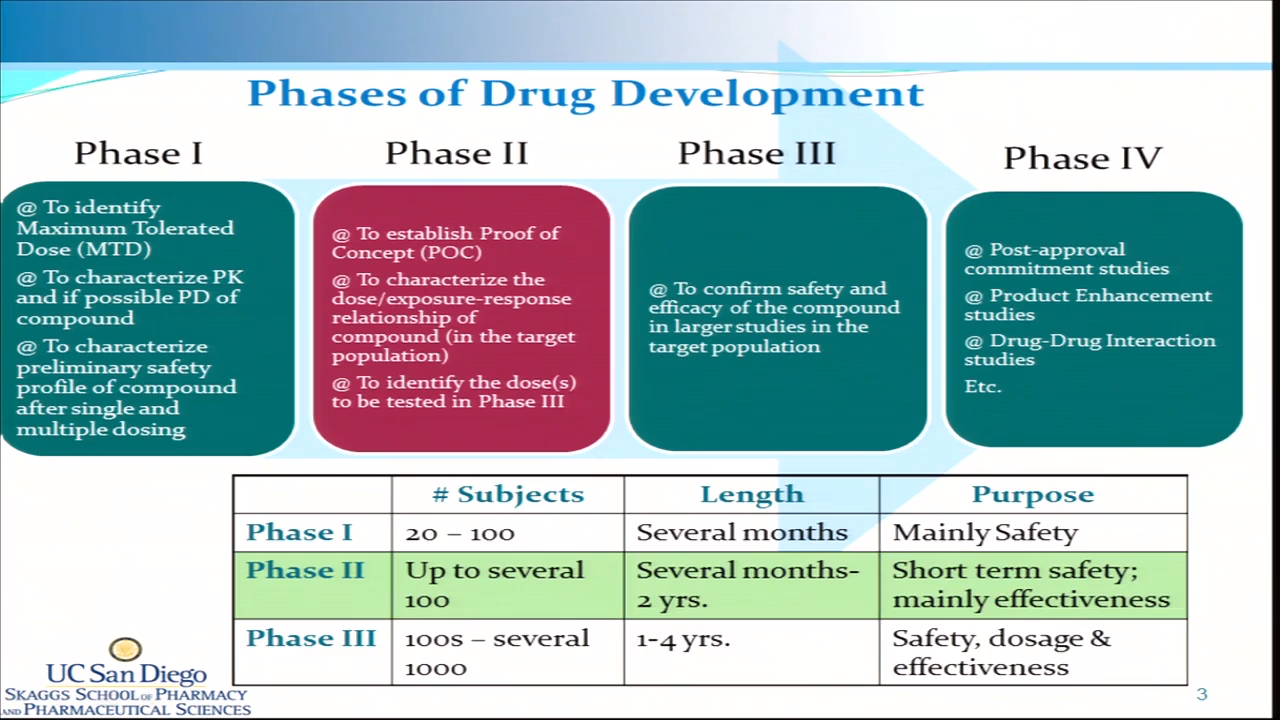 Phases of Drug Development
Phase I
@ To identify
Maximum Tolerated
Dose (MTD)
@ To characterize PK
and if possible PD of
compound
@ To characterize
preliminary safety
profile of compound
after single and
multiple dosing
Phase II
@ To establish Proof of
Concept (POC)
@ To characterize the
dose/exposure-response
relationship of
compound (in the target
population)
@ To identify the dose(s)
to be tested in Phase III
Phase III
@ To confirm safety and
efficacy of the compound
in larger studies in the
target population
Phase IV
@ Post-approval
commitment studies
@ Product Enhancement
studies
@ Drug-Drug Interaction
studies
Etc.
# Subjects Length Purpose
Phase I 20 – 100 Several months Mainly Safety
Phase II Up to several 100 Several months-2 yrs. Short term safety; mainly effectiveness
Phase III 100s – several 1000 1-4 yrs. Safety, dosage & effectiveness
UC San Diego
SKAGGS SCHOOL OF PHARMACY
AND PHARMACEUTICAL SCIENCES
3